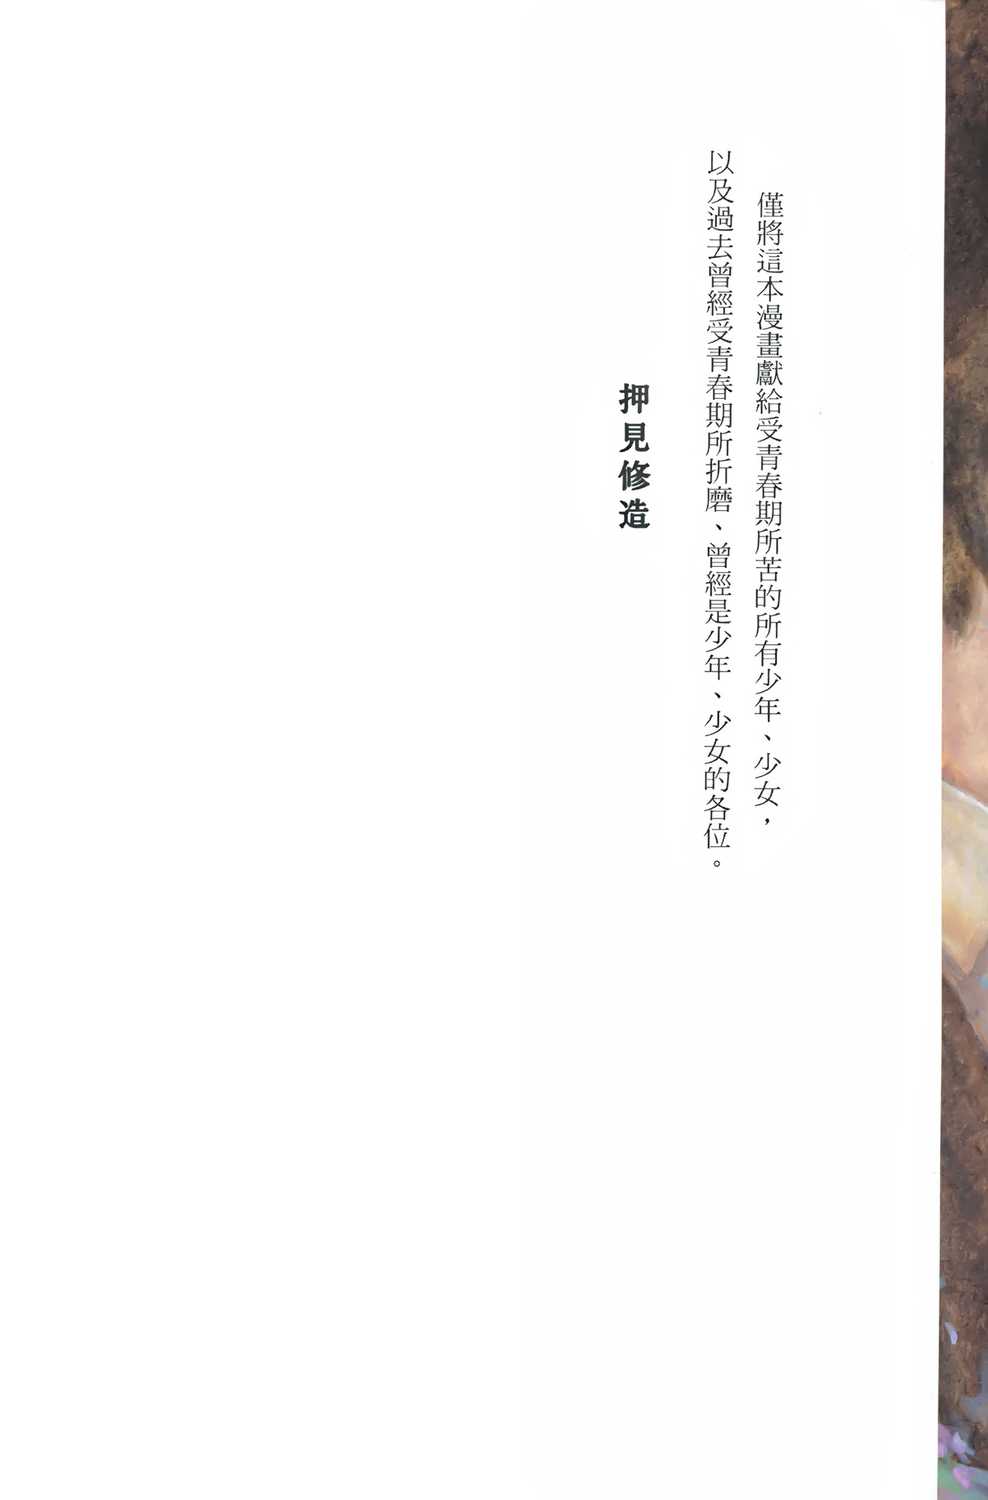 僅將這本漫畫獻給受青春期所苦的所有少年、少女，
以及過去曾經受青春期所折磨、曾經是少年、少女的各位。
押見修造